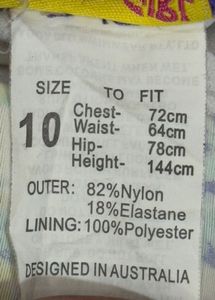 SIZE TO FIT
10
Chest- 72cm
Waist- 64cm
Hip- 78cm
Height- 144cm
OUTER: 82%Nylon
18%Elastane
LINING: 100%Polyester
DESIGNED IN AUSTRALIA